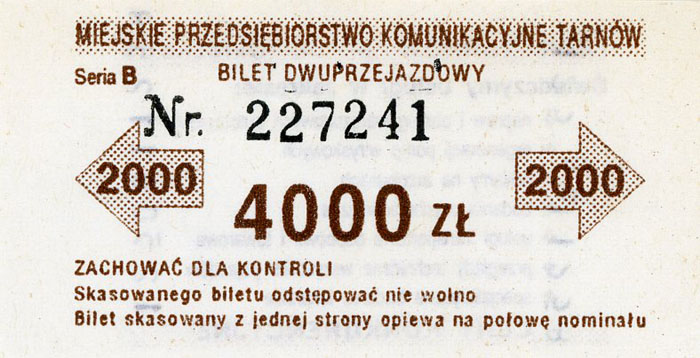 MIEJSKIE PRZEDSIĘBIORSTWO KOMUNIKACYJNE TARNÓW
Seria B BILET DWUPRZEJAZDOWY
Nr. 227241
2000 4000 ZŁ 2000
ZACHOWAĆ DLA KONTROLI
Skasowanego biletu odstępować nie wolno
Bilet skasowany z jednej strony opiewa na połowę nominału